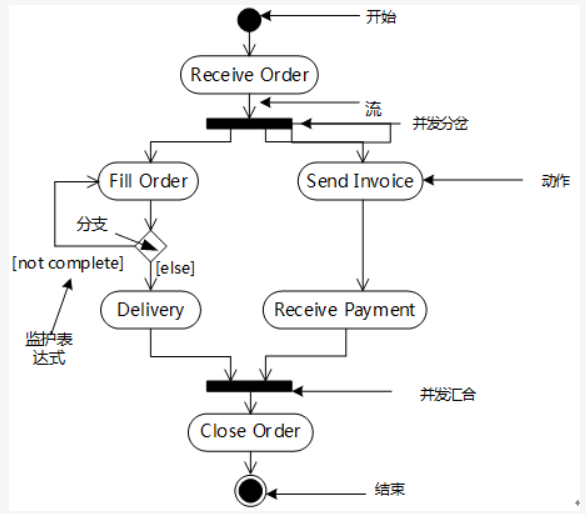 开始
Receive Order
流
并发分岔
Fill Order
Send Invoice
动作
分支
[not complete]
[else]
Delivery
Receive Payment
监护表
达式
并发汇合
Close Order
结束